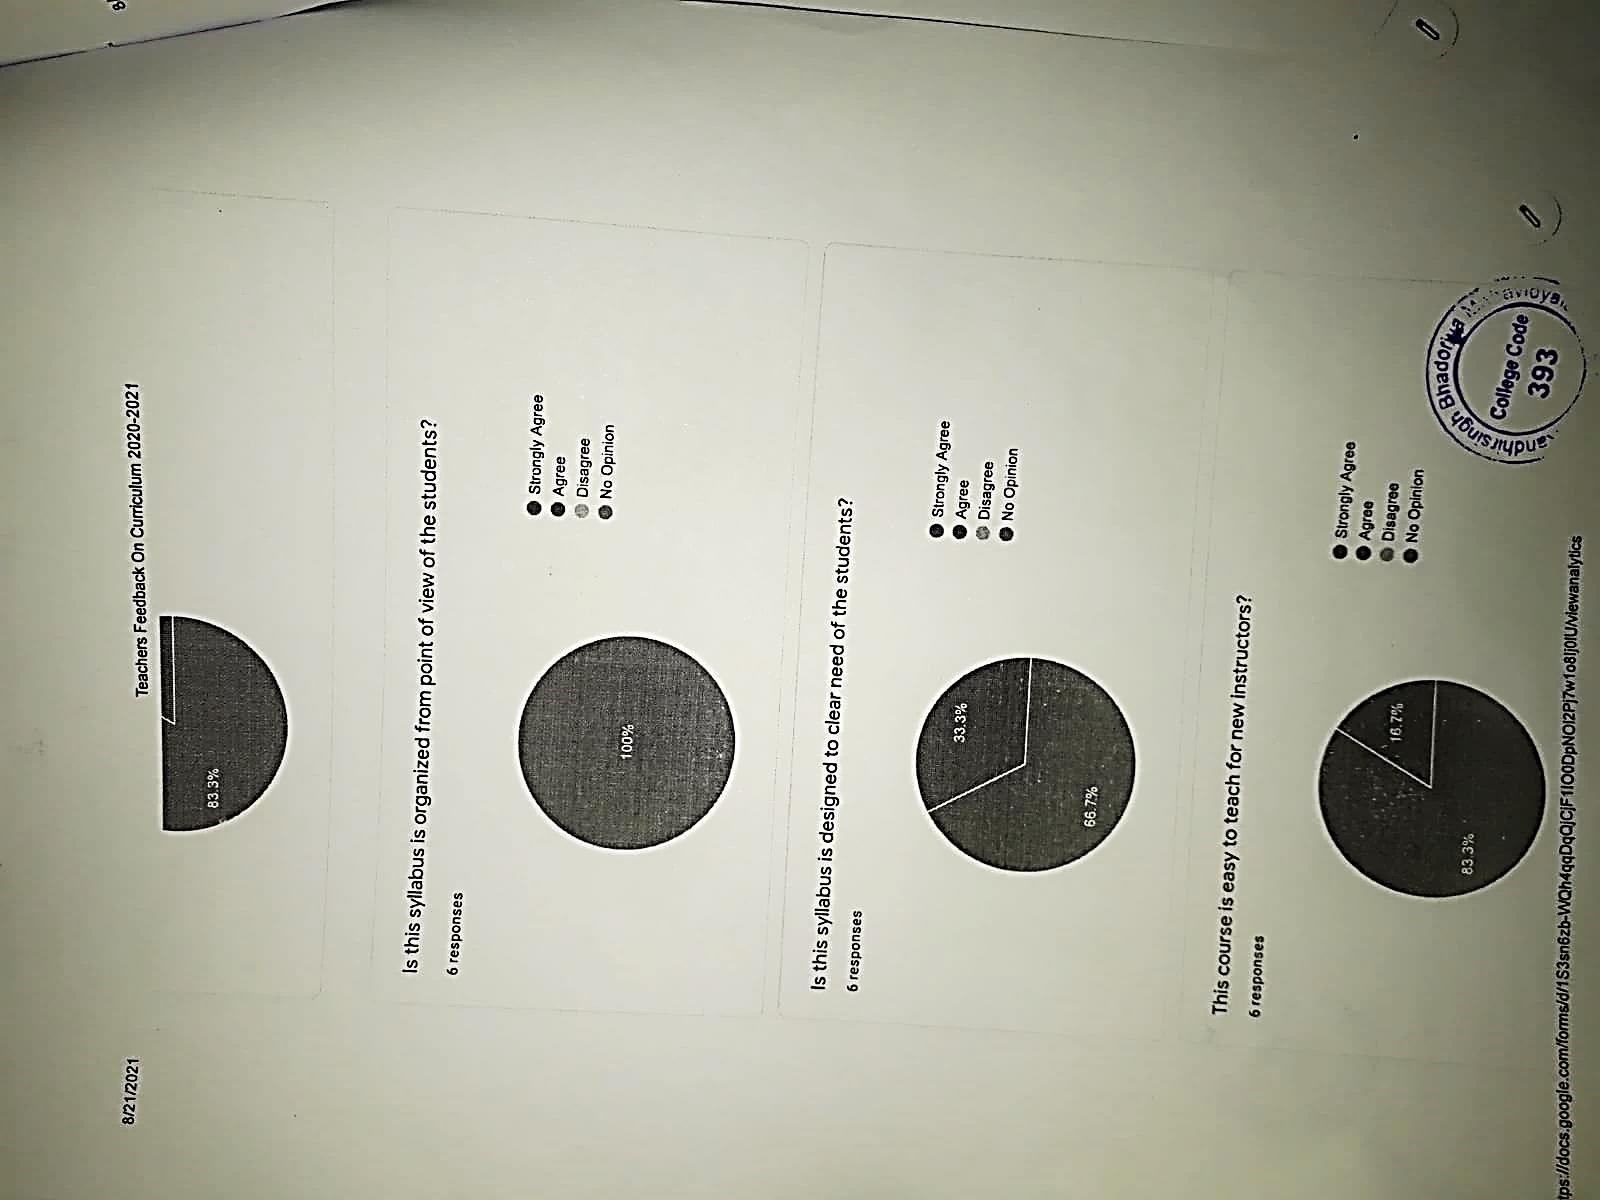 8/21/2021
Teachers Feedback On Curriculum 2020-2021
83.3%
Is this syllabus is organized from point of view of the students?
6 responses
100%
Strongly Agree
Agree
Disagree
No Opinion
Is this syllabus is designed to clear need of the students?
6 responses
33.3%
66.7%
Strongly Agree
Agree
Disagree
No Opinion
This course is easy to teach for new instructors?
6 responses
16.7%
83.3%
Strongly Agree
Agree
Disagree
No Opinion
Bhadoriya
College Code
393